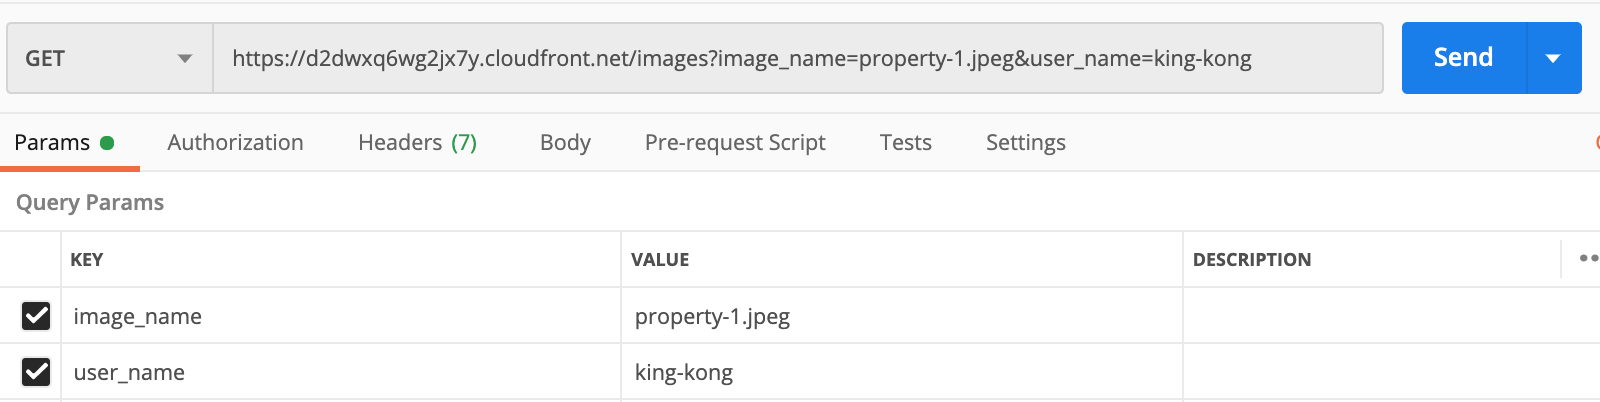 GET https://d2dwxq6wg2jx7y.cloudfront.net/images?image_name=property-1.jpeg&user_name=king-kong Send
Params Authorization Headers (7) Body Pre-request Script Tests Settings
Query Params
KEY VALUE DESCRIPTION
image_name property-1.jpeg
user_name king-kong